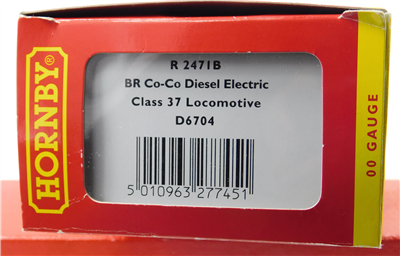 HORNBY®
R 2471B
BR Co-Co Diesel Electric
Class 37 Locomotive
D6704
5 010963 277451
00 GAUGE